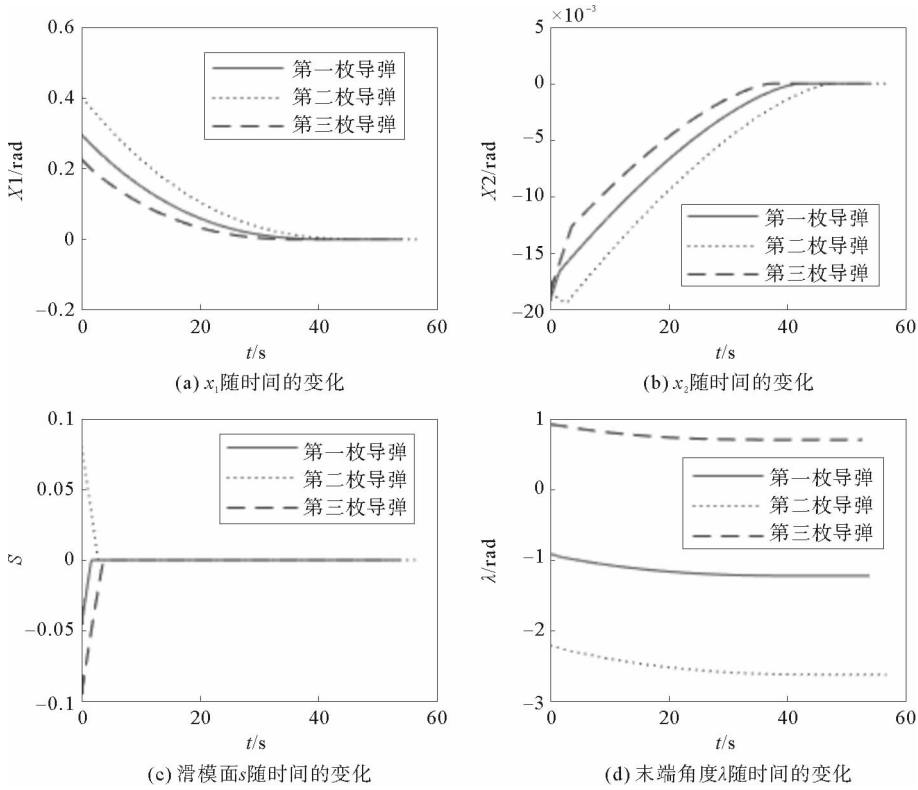 0.6
0.4
0.2
0
−0.2
X1/rad
第一枚导弹
第二枚导弹
第三枚导弹
0 20 40 60
t/s
(a) x₁随时间的变化
×10⁻³
5
0
−5
−10
−15
−20
X2/rad
第一枚导弹
第二枚导弹
第三枚导弹
0 20 40 60
t/s
(b) x₂随时间的变化
0.1
0.05
0
−0.05
−0.1
S
第一枚导弹
第二枚导弹
第三枚导弹
0 20 40 60
t/s
(c) 滑模面s随时间的变化
1
0
−1
−2
−3
λ/rad
第一枚导弹
第二枚导弹
第三枚导弹
0 20 40 60
t/s
(d) 末端角度λ随时间的变化